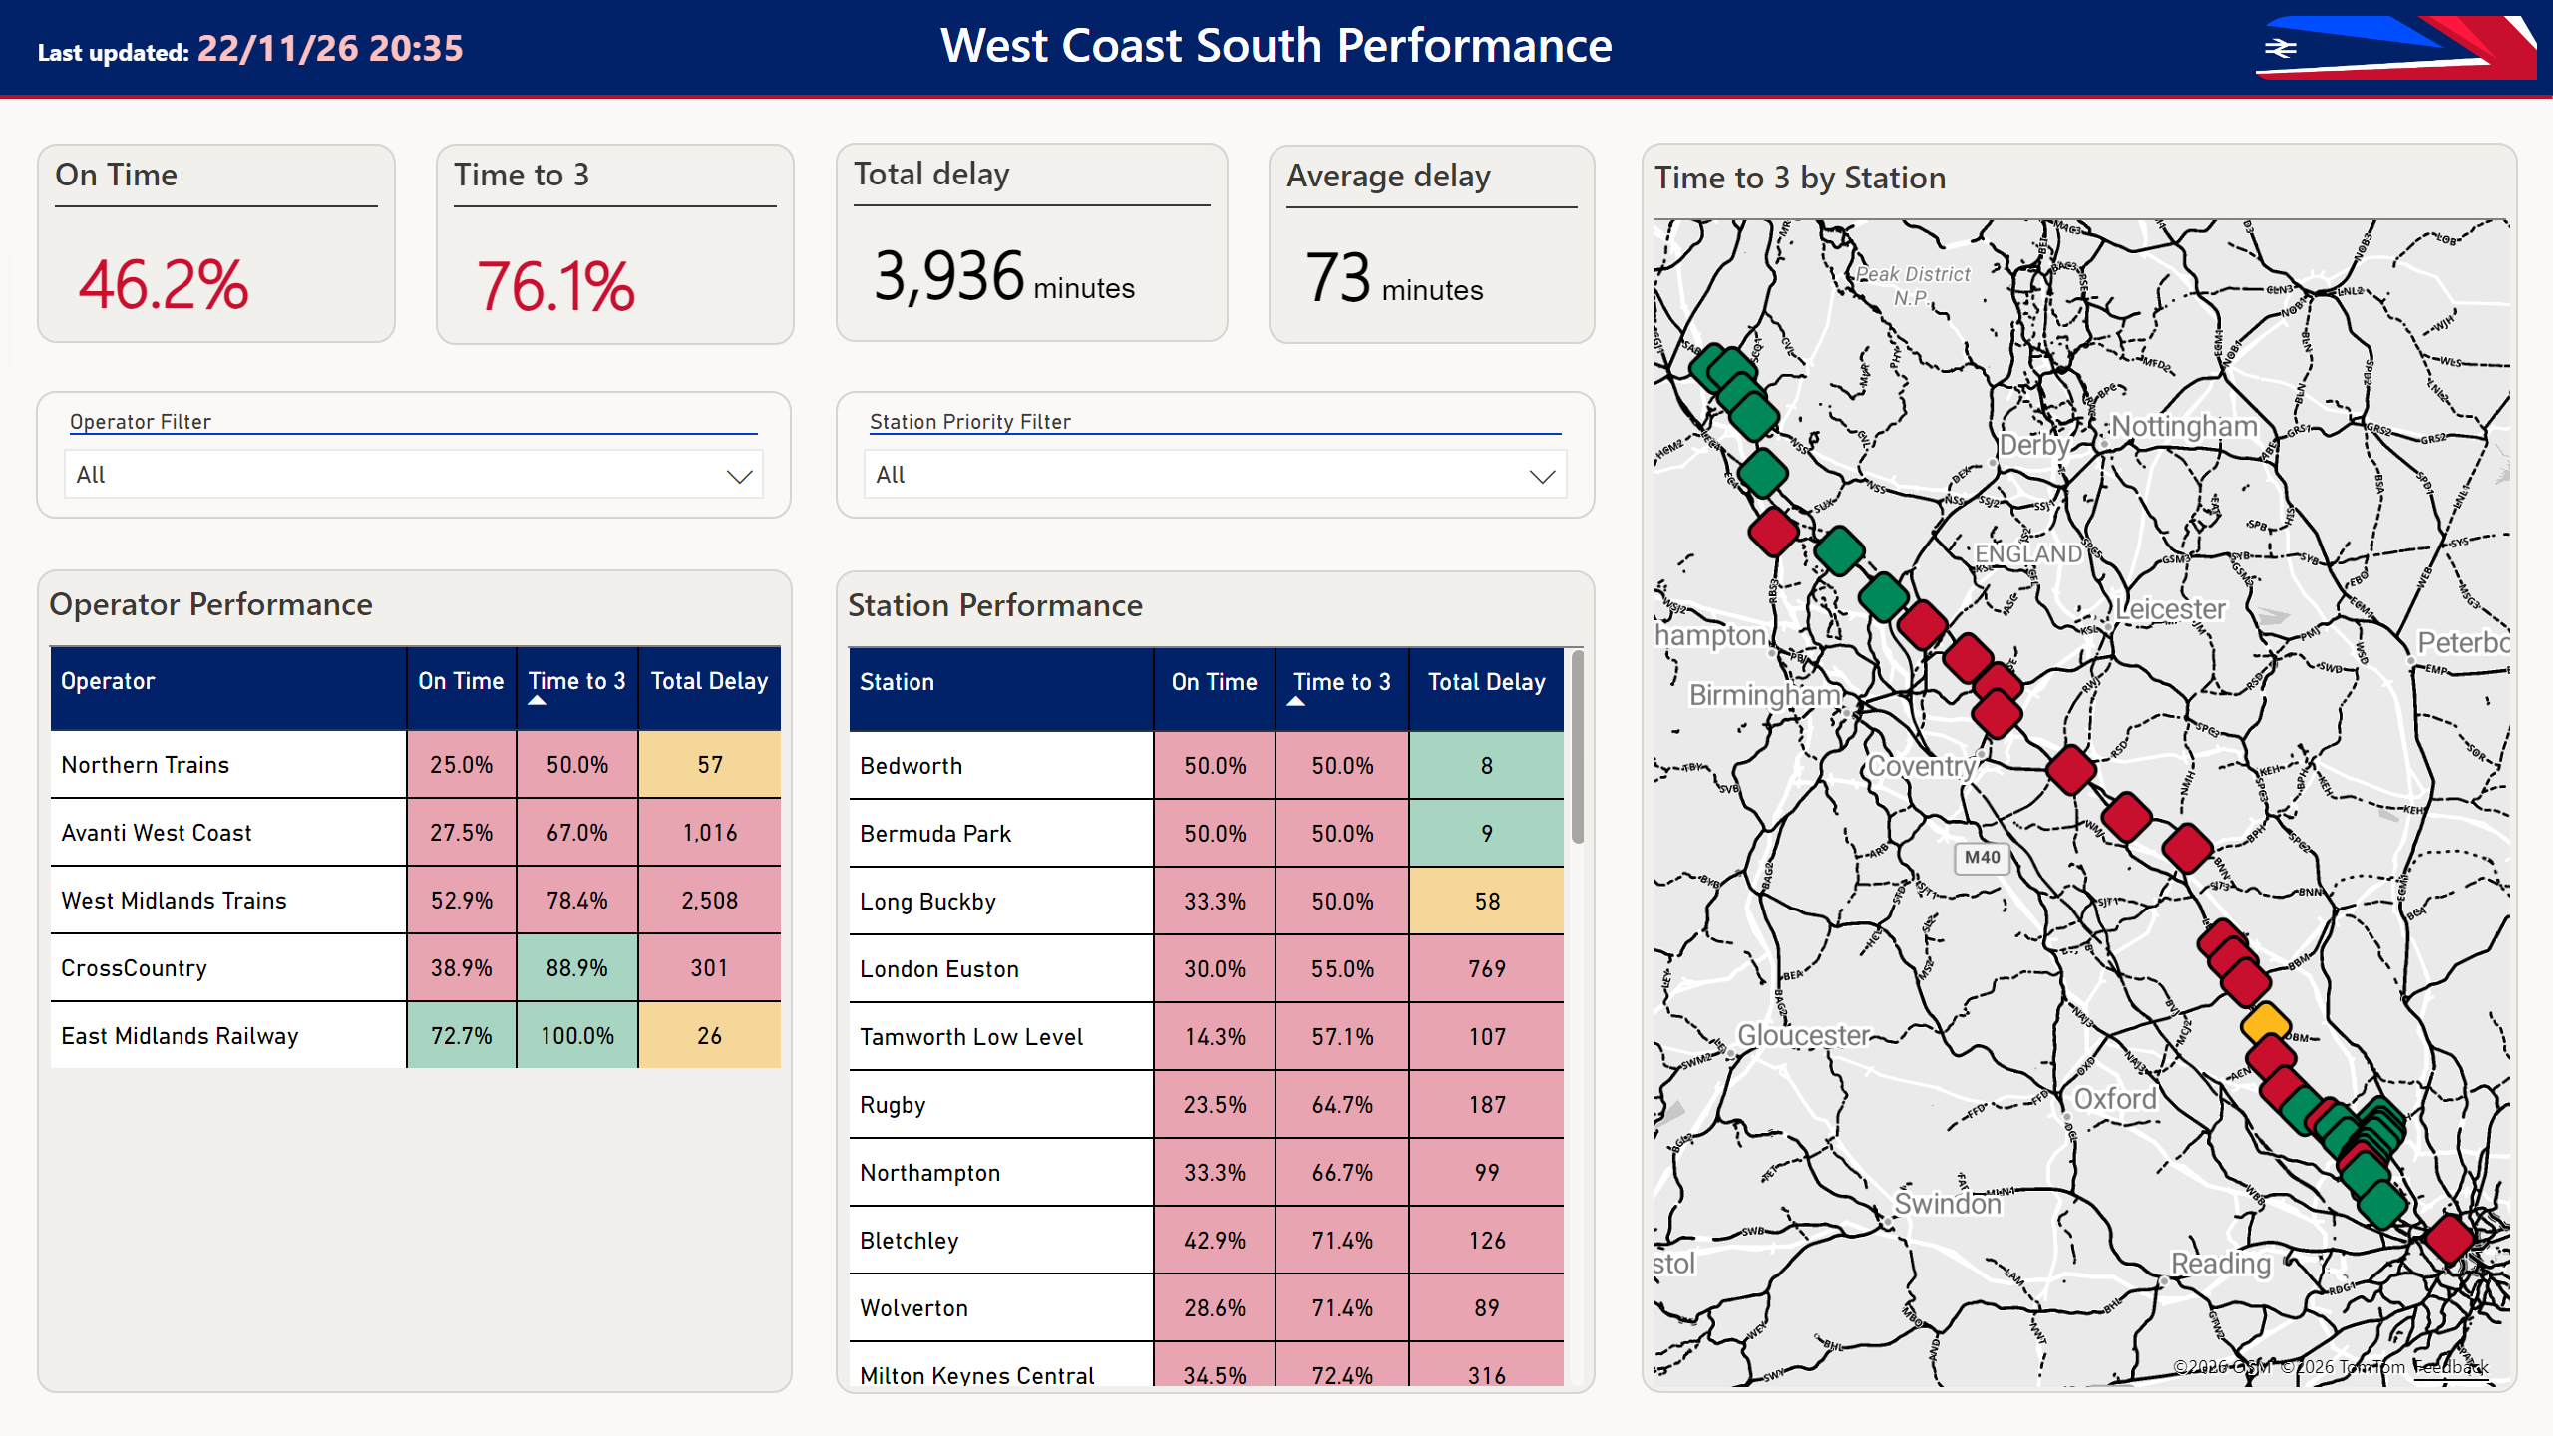 Last updated: 22/11/26 20:35
West Coast South Performance
On Time
46.2%
Time to 3
76.1%
Total delay
3,936 minutes
Average delay
73 minutes
Operator Filter
All
Station Priority Filter
All
Operator Performance
Operator On Time Time to 3 Total Delay
Northern Trains 25.0% 50.0% 57
Avanti West Coast 27.5% 67.0% 1,016
West Midlands Trains 52.9% 78.4% 2,508
CrossCountry 38.9% 88.9% 301
East Midlands Railway 72.7% 100.0% 26
Station Performance
Station On Time Time to 3 Total Delay
Bedworth 50.0% 50.0% 8
Bermuda Park 50.0% 50.0% 9
Long Buckby 33.3% 50.0% 58
London Euston 30.0% 55.0% 769
Tamworth Low Level 14.3% 57.1% 107
Rugby 23.5% 64.7% 187
Northampton 33.3% 66.7% 99
Bletchley 42.9% 71.4% 126
Wolverton 28.6% 71.4% 89
Milton Keynes Central 34.5% 72.4% 316
Time to 3 by Station
Peak District
N.P.
Nottingham
Derby
ENGLAND
Leicester
hampton
Peterbo
Birmingham
Coventry
M40
Gloucester
Oxford
Swindon
stol
Reading
©2026 OSM ©2026 TomTom Feedback